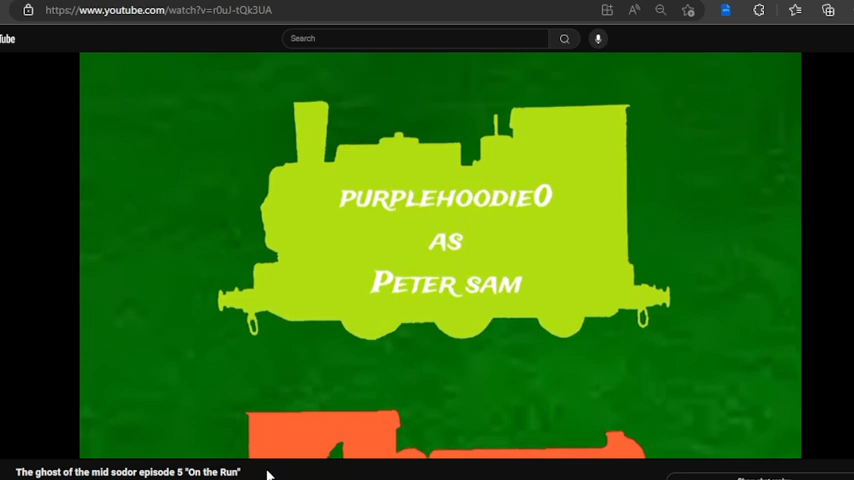 https://www.youtube.com/watch?v=r0uJ-tQk3UA
Tube
Search
PURPLEHOODIE0
AS
PETER SAM
The ghost of the mid sodor episode 5 "On the Run"